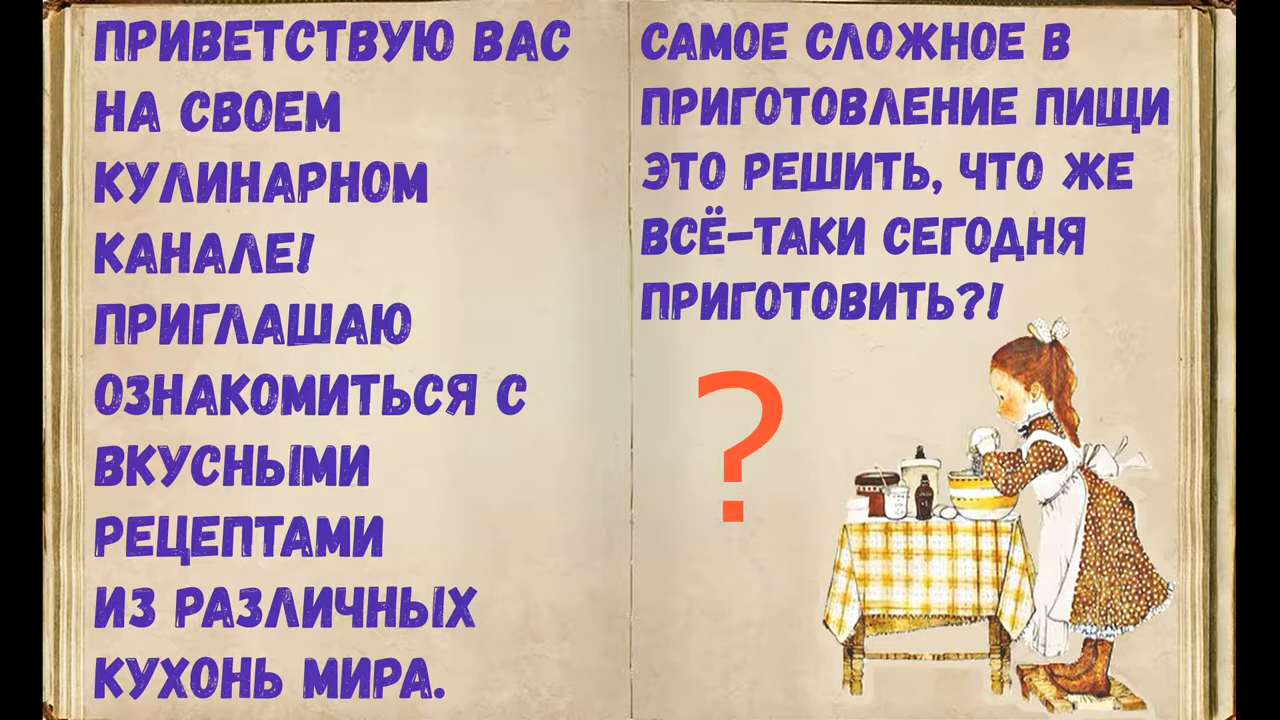 ПРИВЕТСТВУЮ ВАС
НА СВОЕМ
КУЛИНАРНОМ
КАНАЛЕ!
ПРИГЛАШАЮ
ОЗНАКОМИТЬСЯ С
ВКУСНЫМИ
РЕЦЕПТАМИ
ИЗ РАЗЛИЧНЫХ
КУХОНЬ МИРА.
САМОЕ СЛОЖНОЕ В
ПРИГОТОВЛЕНИЕ ПИЩИ
ЭТО РЕШИТЬ, ЧТО ЖЕ
ВСЁ-ТАКИ СЕГОДНЯ
ПРИГОТОВИТЬ?!
?